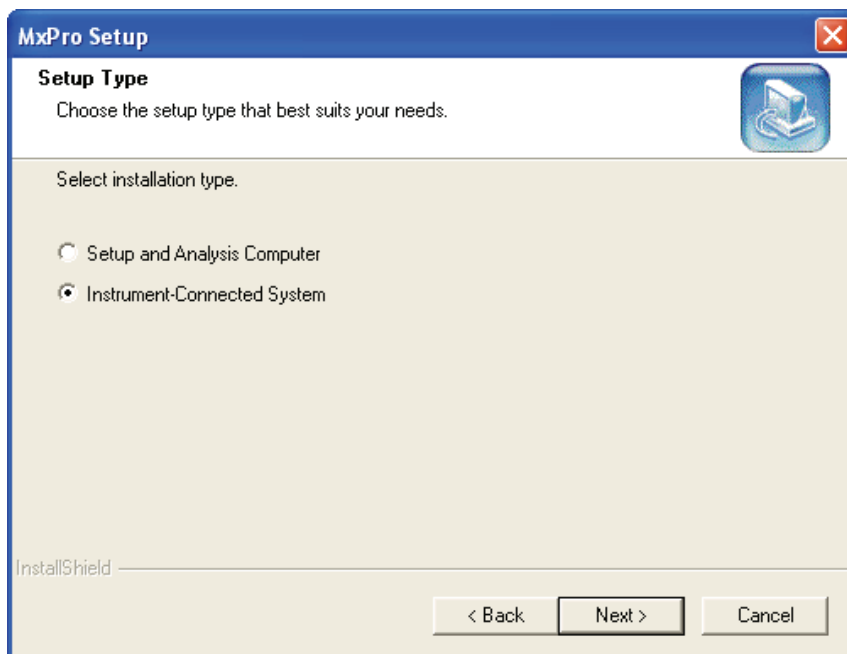 MxPro Setup
Setup Type
Choose the setup type that best suits your needs.
Select installation type.
Setup and Analysis Computer
Instrument-Connected System
InstallShield
< Back Next > Cancel